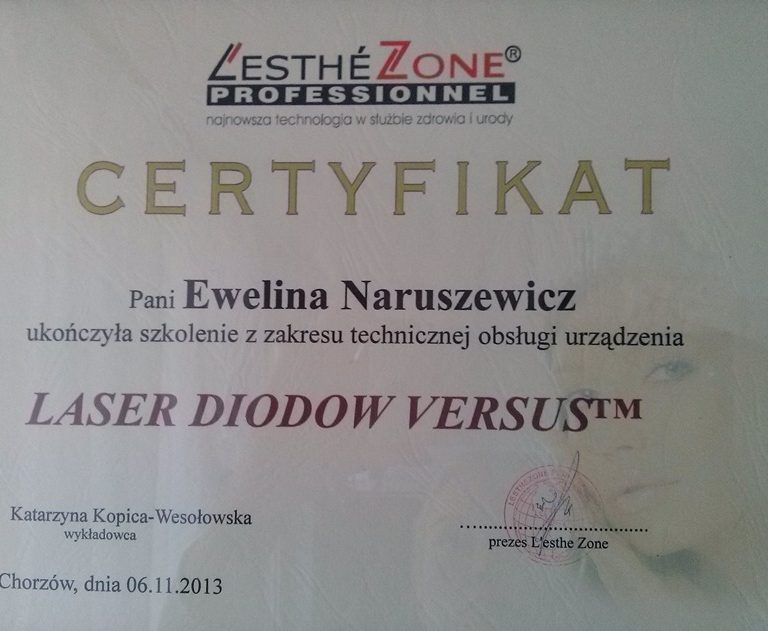 L'ESTHÉ ZONE®
PROFESSIONNEL
najnowsza technologia w służbie zdrowia i urody
CERTYFIKAT
Pani Ewelina Naruszewicz
ukończyła szkolenie z zakresu technicznej obsługi urządzenia
LASER DIODOW VERSUS™
Katarzyna Kopica-Wesołowska
wykładowca
prezes L'esthe Zone
Chorzów, dnia 06.11.2013